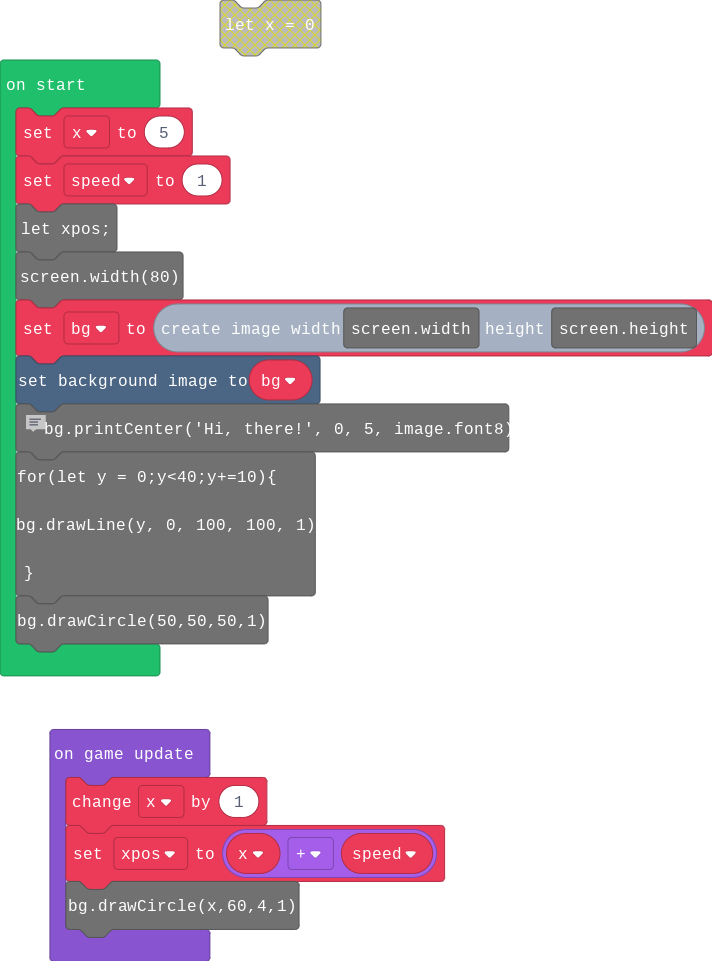 let x = 0
on start
set x to 5
set speed to 1
let xpos;
screen.width(80)
set bg to create image width screen.width height screen.height
set background image to bg
bg.printCenter('Hi, there!', 0, 5, image.font8)
for(let y = 0;y<40;y+=10){
bg.drawLine(y, 0, 100, 100, 1)
}
bg.drawCircle(50,50,50,1)
on game update
change x by 1
set xpos to x + speed
bg.drawCircle(x,60,4,1)